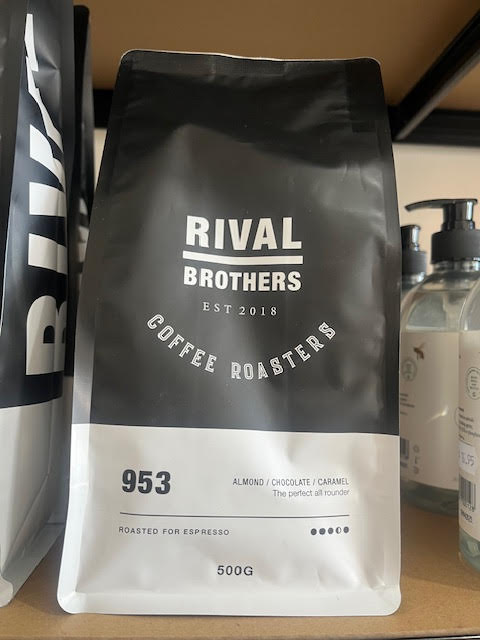 RIVAL
BROTHERS
EST 2018
COFFEE ROASTERS
953
ALMOND / CHOCOLATE / CARAMEL
The perfect all rounder
ROASTED FOR ESPRESSO
500G